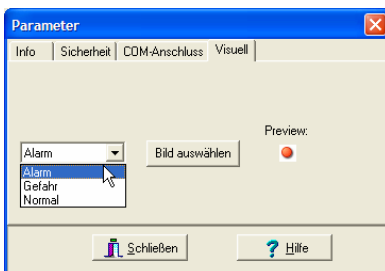 Parameter
Info Sicherheit COM-Anschluss Visuell
Preview:
Alarm Bild auswählen
Alarm
Gefahr
Normal
Schließen Hilfe